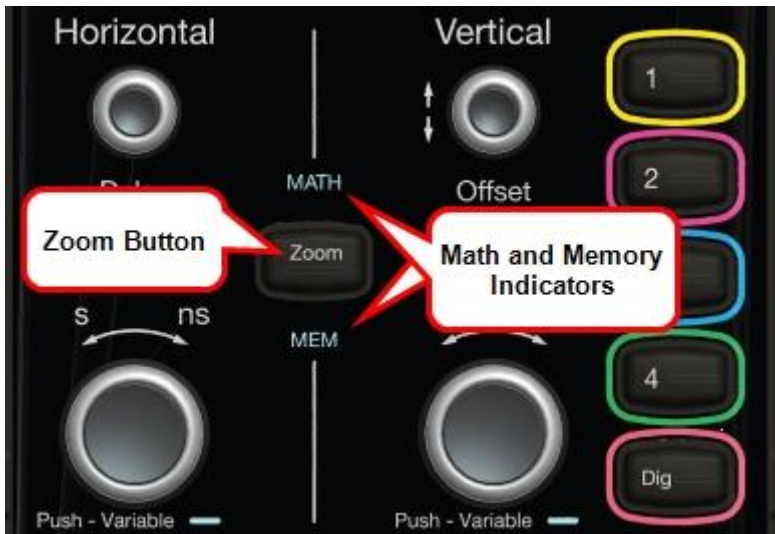 Horizontal
Vertical
1
MATH
2
Offset
Zoom Button
Zoom
Math and Memory
Indicators
s
ns
MEM
4
Dig
Push - Variable
Push - Variable